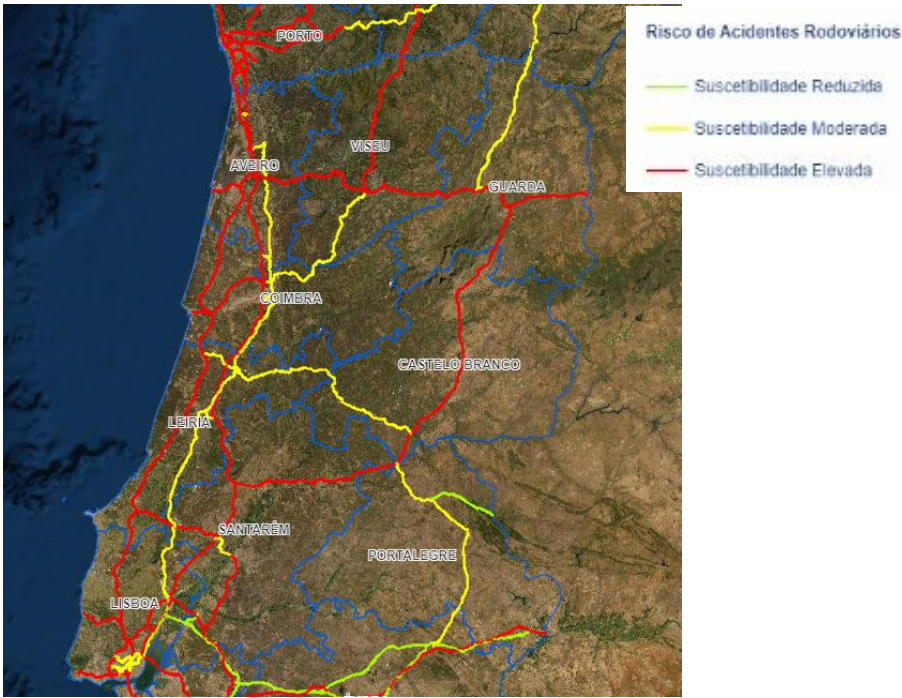 PORTO
Risco de Acidentes Rodoviários
Suscetibilidade Reduzida
Suscetibilidade Moderada
Suscetibilidade Elevada
VISEU
AVEIRO
GUARDA
COIMBRA
CASTELO BRANCO
LEIRIA
SANTARÉM
PORTALEGRE
LISBOA